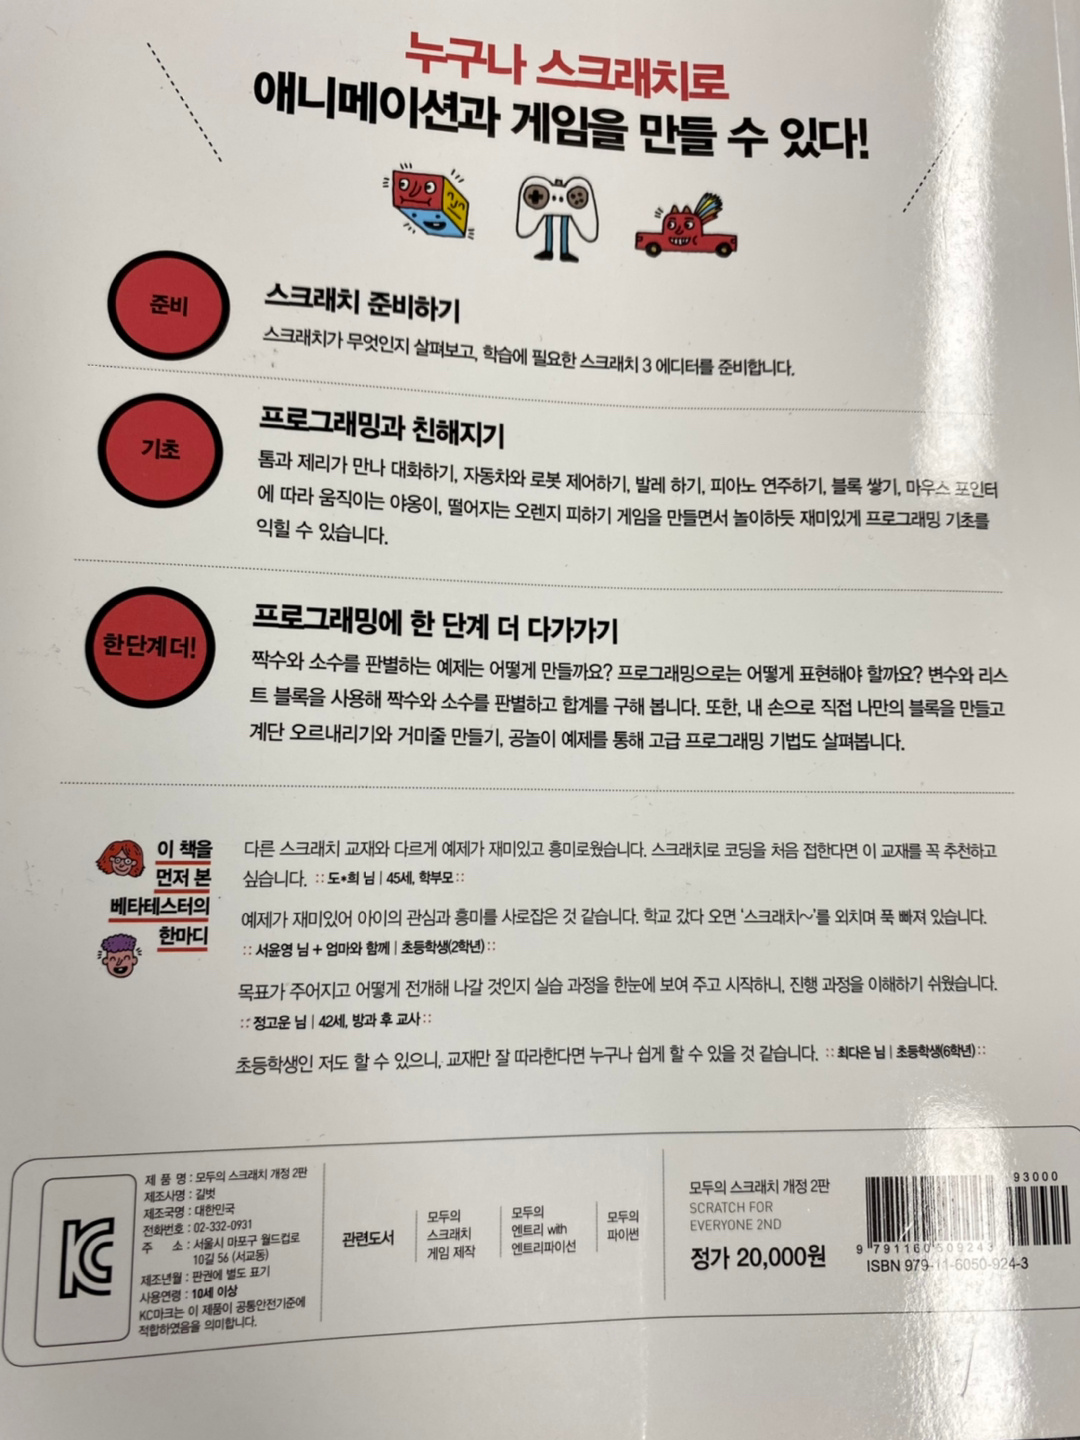 누구나 스크래치로
애니메이션과 게임을 만들 수 있다!
준비
스크래치 준비하기
스크래치가 무엇인지 살펴보고, 학습에 필요한 스크래치 3 에디터를 준비합니다.
기초
프로그래밍과 친해지기
톰과 제리가 만나 대화하기, 자동차와 로봇 제어하기, 발레 하기, 피아노 연주하기, 블록 쌓기, 마우스 포인터
에 따라 움직이는 야옹이, 떨어지는 오렌지 피하기 게임을 만들면서 놀이하듯 재미있게 프로그래밍 기초를
익힐 수 있습니다.
한단계 더!
프로그래밍에 한 단계 더 다가가기
짝수와 소수를 판별하는 예제는 어떻게 만들까요? 프로그래밍으로는 어떻게 표현해야 할까요? 변수와 리스
트 블록을 사용해 짝수와 소수를 판별하고 합계를 구해 봅니다. 또한, 내 손으로 직접 나만의 블록을 만들고
계단 오르내리기와 거미줄 만들기, 공놀이 예제를 통해 고급 프로그래밍 기법도 살펴봅니다.
이 책을
먼저 본
베타테스터의
한마디
다른 스크래치 교재와 다르게 예제가 재미있고 흥미로웠습니다. 스크래치로 코딩을 처음 접한다면 이 교재를 꼭 추천하고
싶습니다. :: 도*희 님 | 45세, 학부모 ::
예제가 재미있어 아이의 관심과 흥미를 사로잡은 것 같습니다. 학교 갔다 오면 '스크래치~'를 외치며 푹 빠져 있습니다.
:: 서윤영 님 + 엄마와 함께 | 초등학생(2학년) ::
목표가 주어지고 어떻게 전개해 나갈 것인지 실습 과정을 한눈에 보여 주고 시작하니, 진행 과정을 이해하기 쉬웠습니다.
:: 정고운 님 | 42세, 방과 후 교사 ::
초등학생인 저도 할 수 있으니, 교재만 잘 따라한다면 누구나 쉽게 할 수 있을 것 같습니다. :: 최다은 님 | 초등학생(6학년) ::
KC
제 품 명 : 모두의 스크래치 개정 2판
제조사명 : 길벗
제조국명 : 대한민국
전화번호 : 02-332-0931
주 소 : 서울시 마포구 월드컵로
10길 56 (서교동)
제조년월 : 판권에 별도 표기
사용연령 : 10세 이상
KC마크는 이 제품이 공통안전기준에
적합하였음을 의미합니다.
관련도서
모두의
스크래치
게임 제작
모두의
엔트리 with
엔트리파이선
모두의
파이썬
모두의 스크래치 개정 2판
SCRATCH FOR
EVERYONE 2ND
정가 20,000원
93000
9 791160 509243
ISBN 979-11-6050-924-3